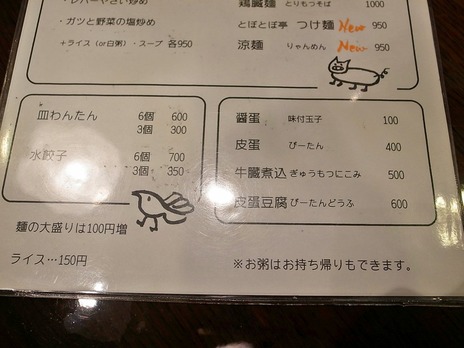 ・レバーやさい炒め
・ガツと野菜の塩炒め
+ライス(or白粥)・スープ 各950
鶏臓麺 とりもつそば 1000
とぼとぼ亭 つけ麺 New 950
涼麺 りゃんめん New 950
皿わんたん 6個 600
3個 300
水餃子 6個 700
3個 350
醤蛋 味付玉子 100
皮蛋 ぴーたん 400
牛臓煮込 ぎゅうもつにこみ 500
皮蛋豆腐 ぴーたんどうふ 600
麺の大盛りは100円増
ライス…150円
※お粥はお持ち帰りもできます。